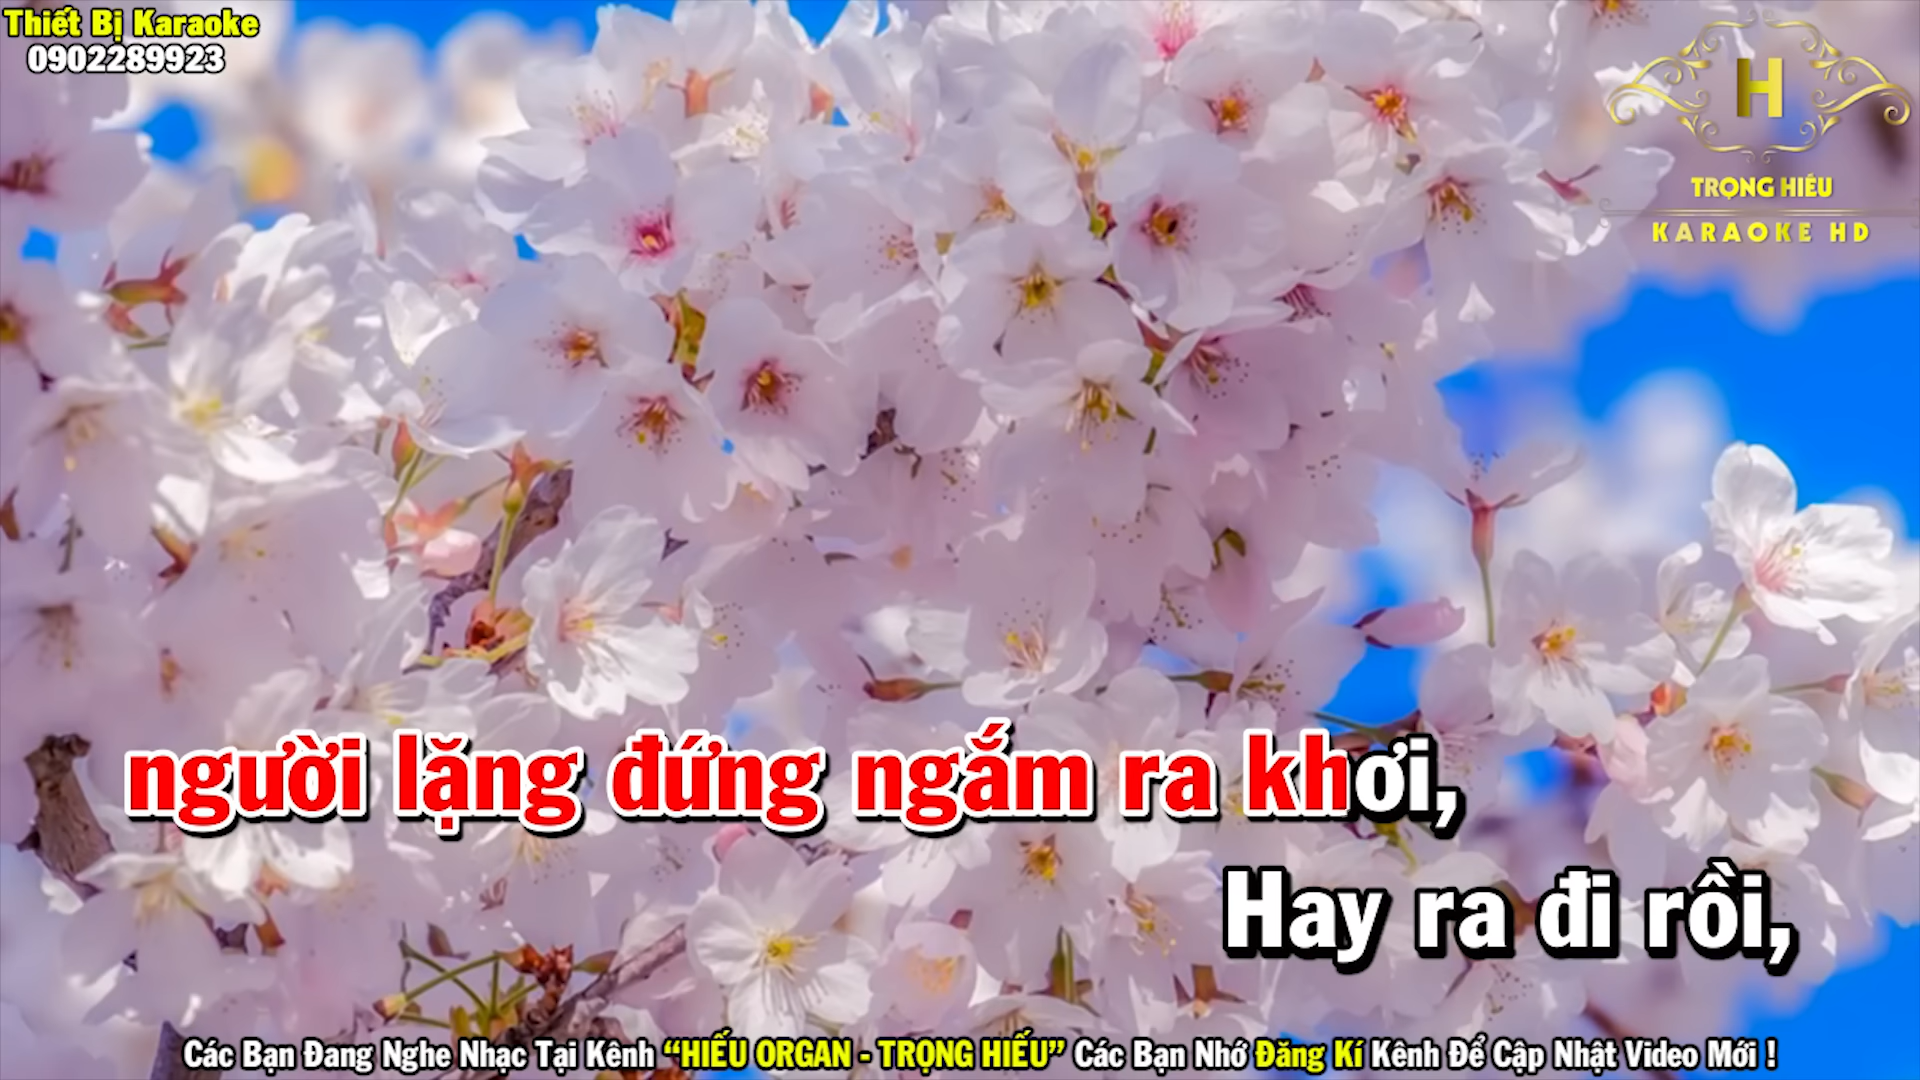 Thiết Bị Karaoke
0902289923
H
TRỌNG HIẾU
KARAOKE HD
người lặng đứng ngắm ra khơi,
Hay ra đi rồi,
Các Bạn Đang Nghe Nhạc Tại Kênh “HIẾU ORGAN - TRỌNG HIẾU” Các Bạn Nhớ Đăng Kí Kênh Để Cập Nhật Video Mới !